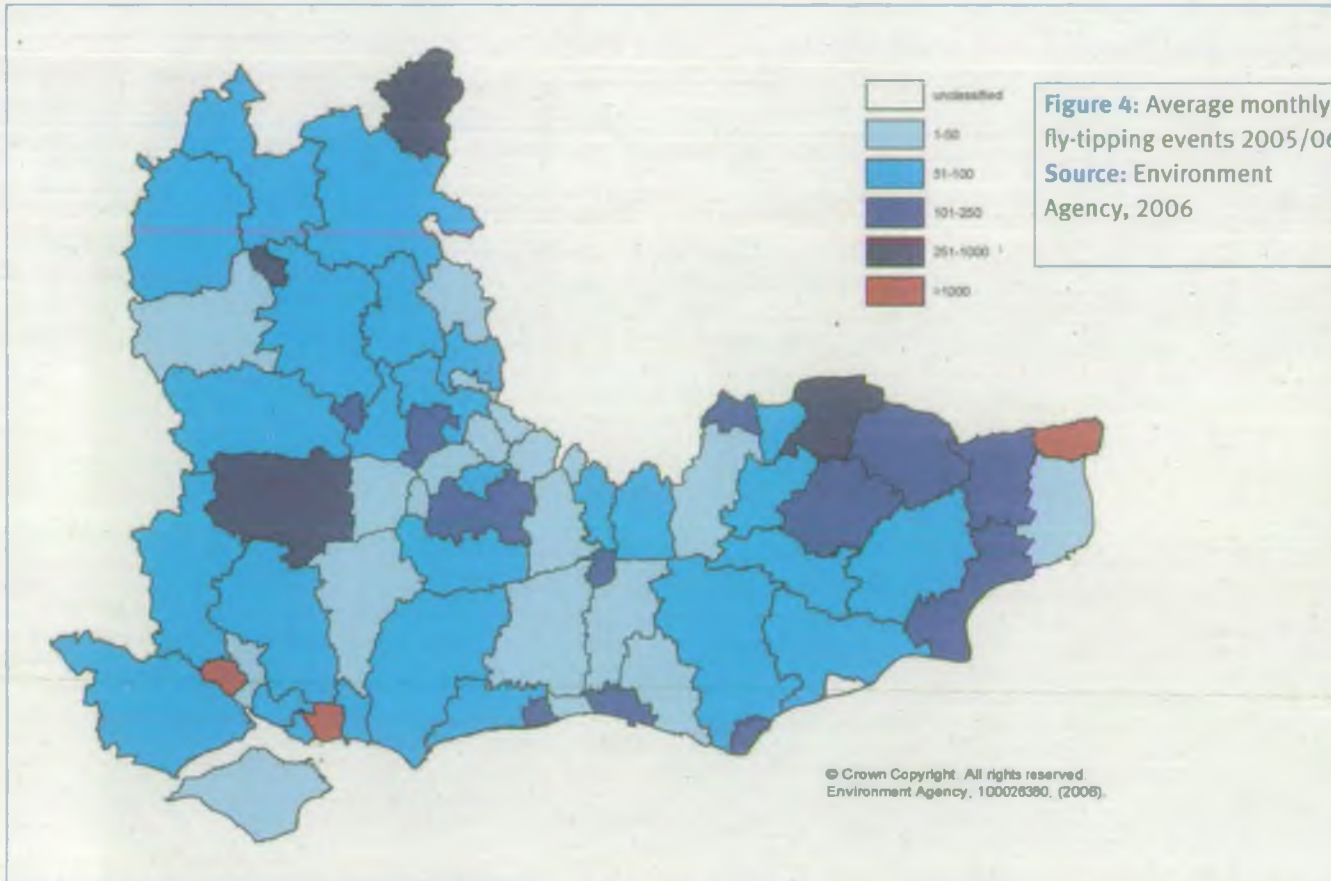 unclassified
1-50
51-100
101-250
251-1000
>1000
Figure 4: Average monthly
fly-tipping events 2005/06
Source: Environment
Agency, 2006
© Crown Copyright. All rights reserved.
Environment Agency, 100026380, (2006).